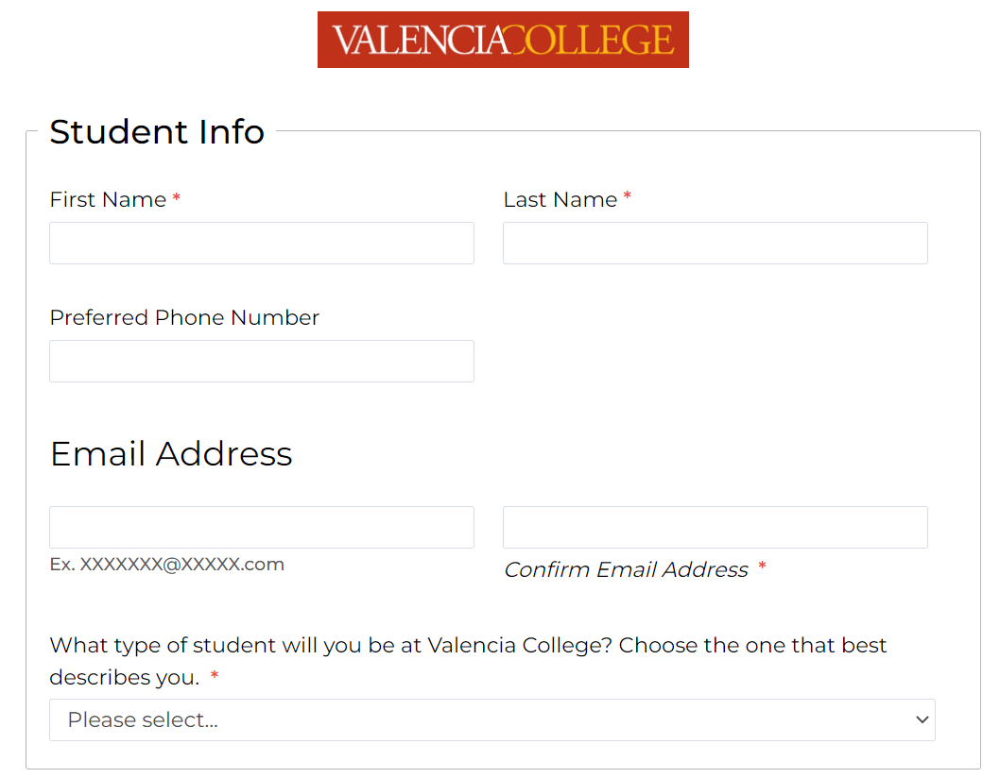 VALENCIACOLLEGE
Student Info
First Name *
Last Name *
Preferred Phone Number
Email Address
Ex. XXXXXXX@XXXXX.com
Confirm Email Address *
What type of student will you be at Valencia College? Choose the one that best
describes you. *
Please select...